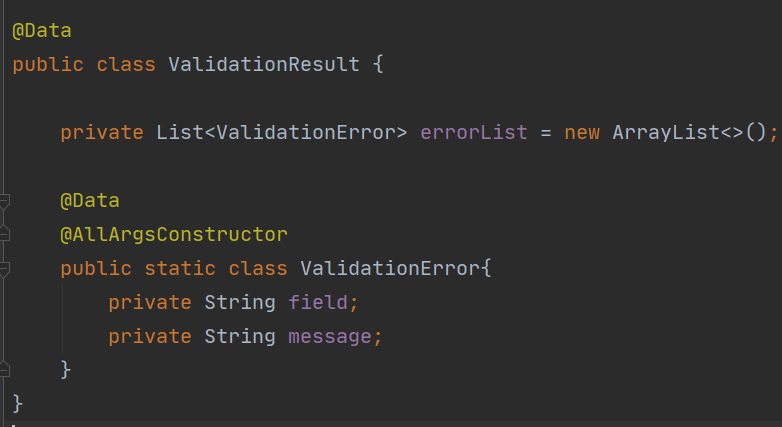 @Data
public class ValidationResult {
private List<ValidationError> errorList = new ArrayList<>();
@Data
@AllArgsConstructor
public static class ValidationError{
private String field;
private String message;
}
}